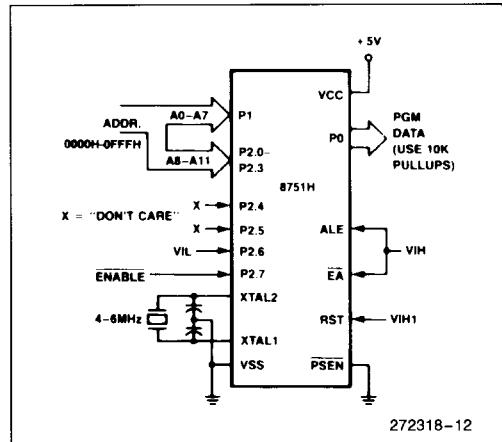 + 5V
VCC
A0–A7
P1
ADDR.
0000H-0FFFH
A8–A11
P2.0-
P2.3
P0
PGM
DATA
(USE 10K
PULLUPS)
8751H
X
P2.4
X = "DON'T CARE"
X
P2.5
ALE
VIL
P2.6
VIH
ENABLE
P2.7
EA
XTAL2
4–6MHz
RST
VIH1
XTAL1
VSS
PSEN
272318–12